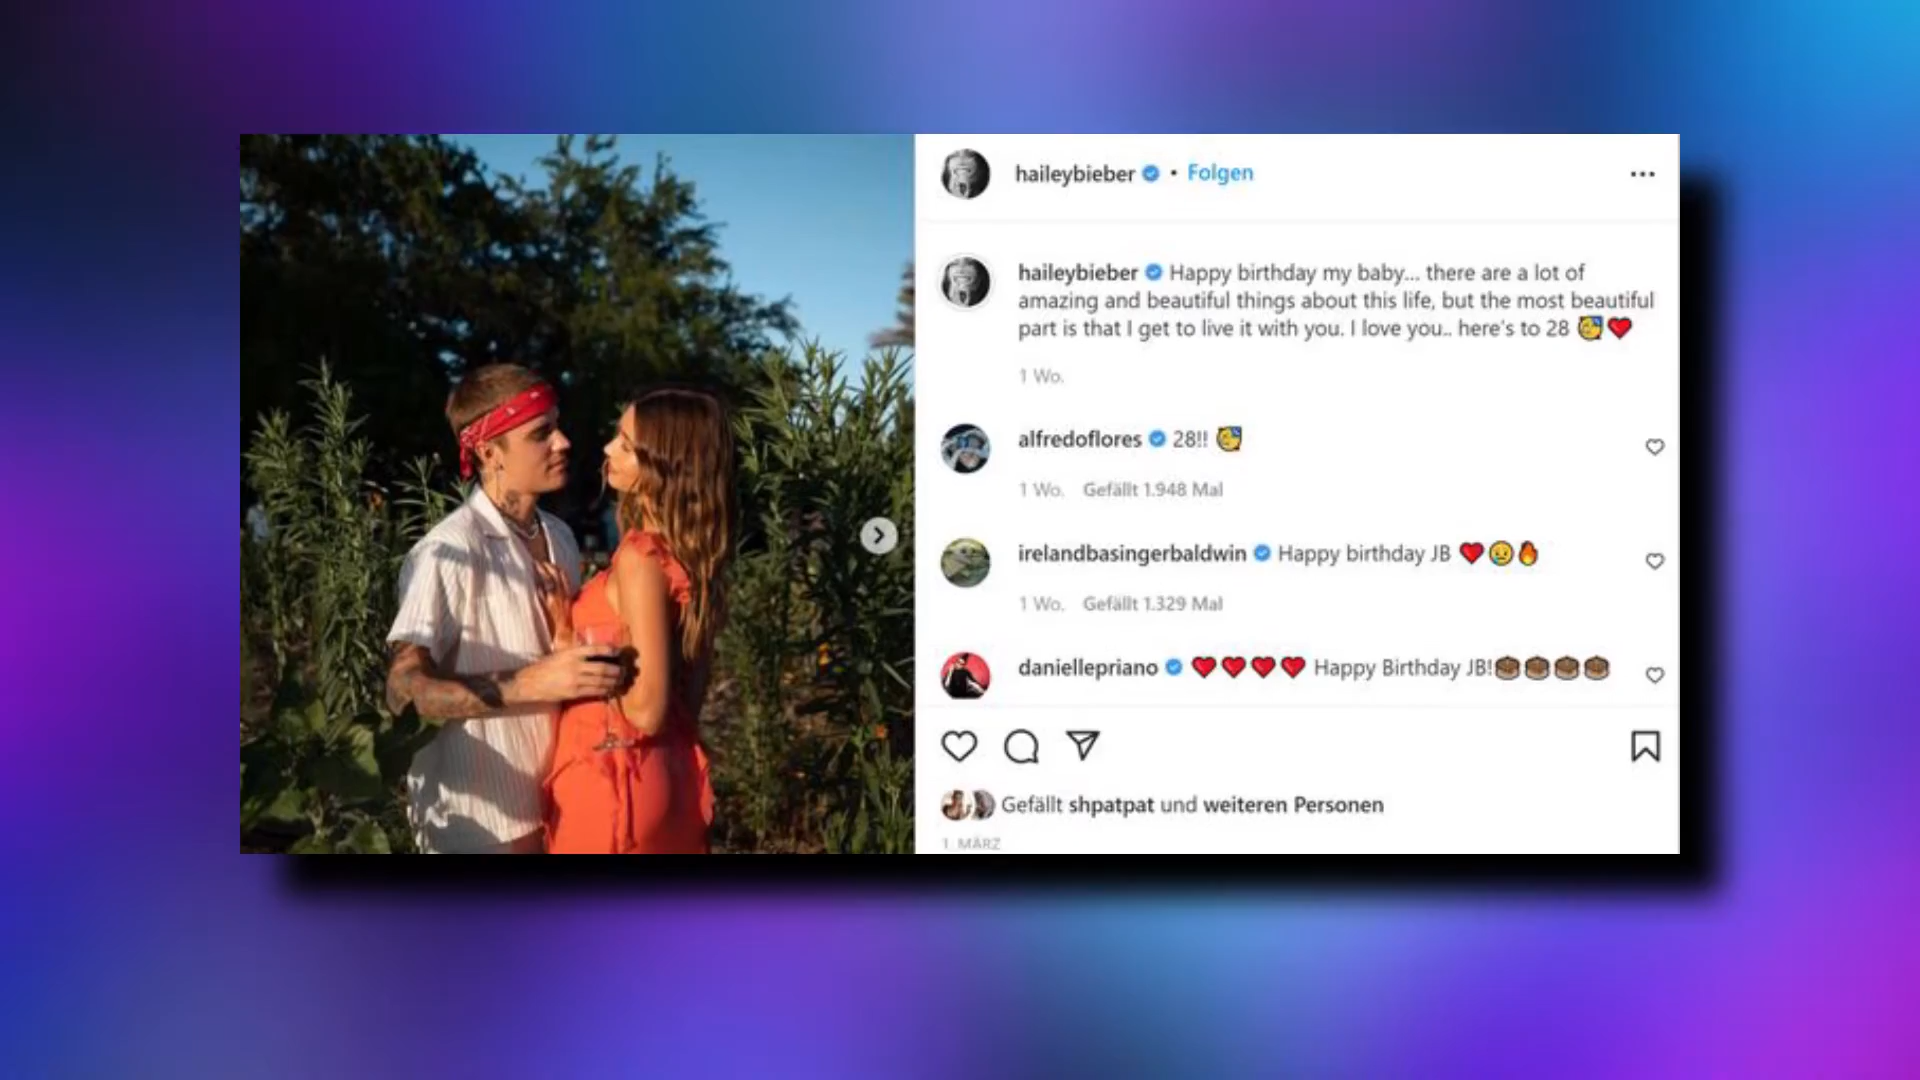 haileybieber • Folgen
haileybieber Happy birthday my baby... there are a lot of
amazing and beautiful things about this life, but the most beautiful
part is that I get to live it with you. I love you.. here's to 28 🥳❤️
1 Wo.
alfredoflores 28!! 🥳
1 Wo. Gefällt 1.948 Mal
irelandbasingerbaldwin Happy birthday JB ❤️🥲🔥
1 Wo. Gefällt 1.329 Mal
daniellepriano ❤️❤️❤️❤️ Happy Birthday JB!🎂🎂🎂🎂
Gefällt shpatpat und weiteren Personen
1. MÄRZ